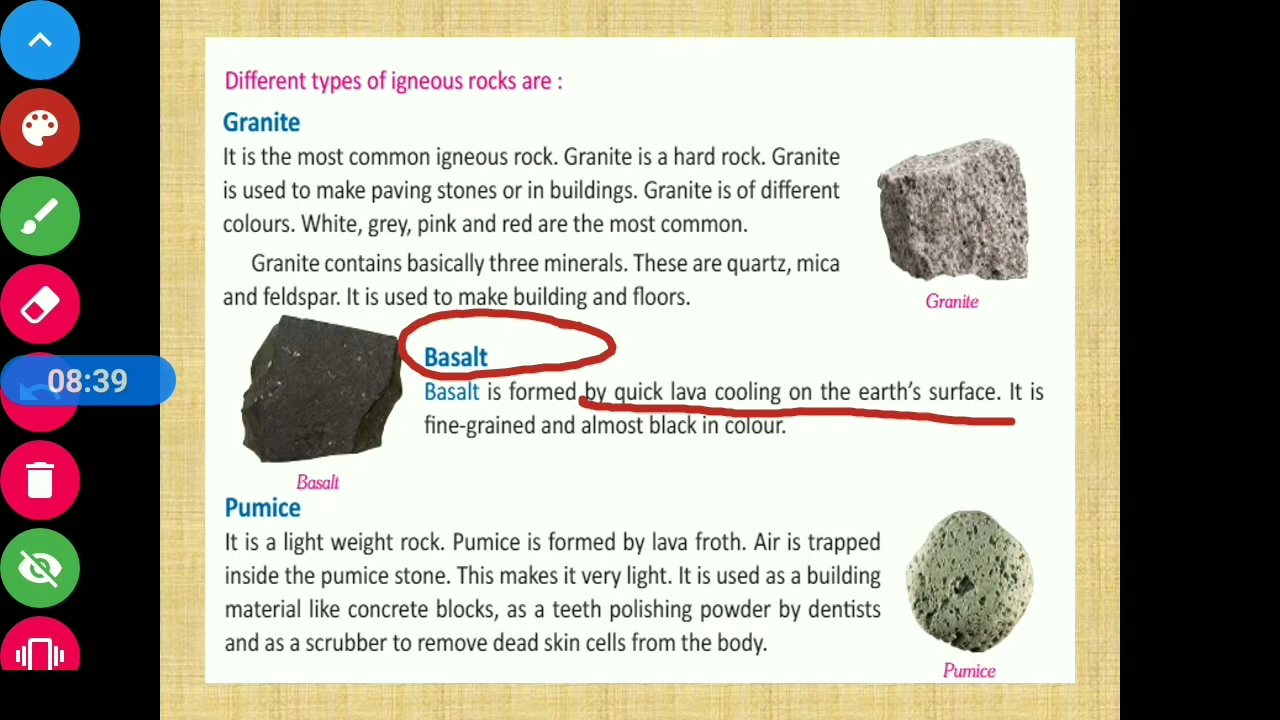 Different types of igneous rocks are :
Granite
It is the most common igneous rock. Granite is a hard rock. Granite
is used to make paving stones or in buildings. Granite is of different
colours. White, grey, pink and red are the most common.
Granite contains basically three minerals. These are quartz, mica
and feldspar. It is used to make building and floors.
Granite
Basalt
Basalt is formed by quick lava cooling on the earth's surface. It is
fine-grained and almost black in colour.
08:39
Basalt
Pumice
It is a light weight rock. Pumice is formed by lava froth. Air is trapped
inside the pumice stone. This makes it very light. It is used as a building
material like concrete blocks, as a teeth polishing powder by dentists
and as a scrubber to remove dead skin cells from the body.
Pumice